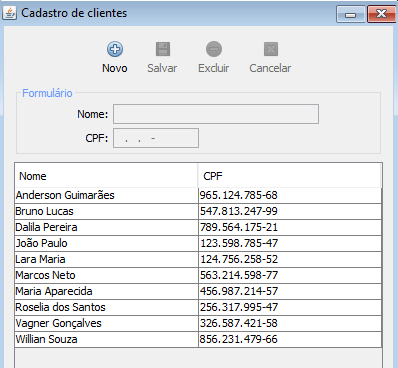 Cadastro de clientes
Novo Salvar Excluir Cancelar
Formulário
Nome:
CPF: . . -
Nome CPF
Anderson Guimarães 965.124.785-68
Bruno Lucas 547.813.247-99
Dalila Pereira 789.564.175-21
João Paulo 123.598.785-47
Lara Maria 124.756.258-52
Marcos Neto 563.214.598-77
Maria Aparecida 456.987.214-57
Roselia dos Santos 256.317.995-47
Vagner Gonçalves 326.587.421-58
Willian Souza 856.231.479-66